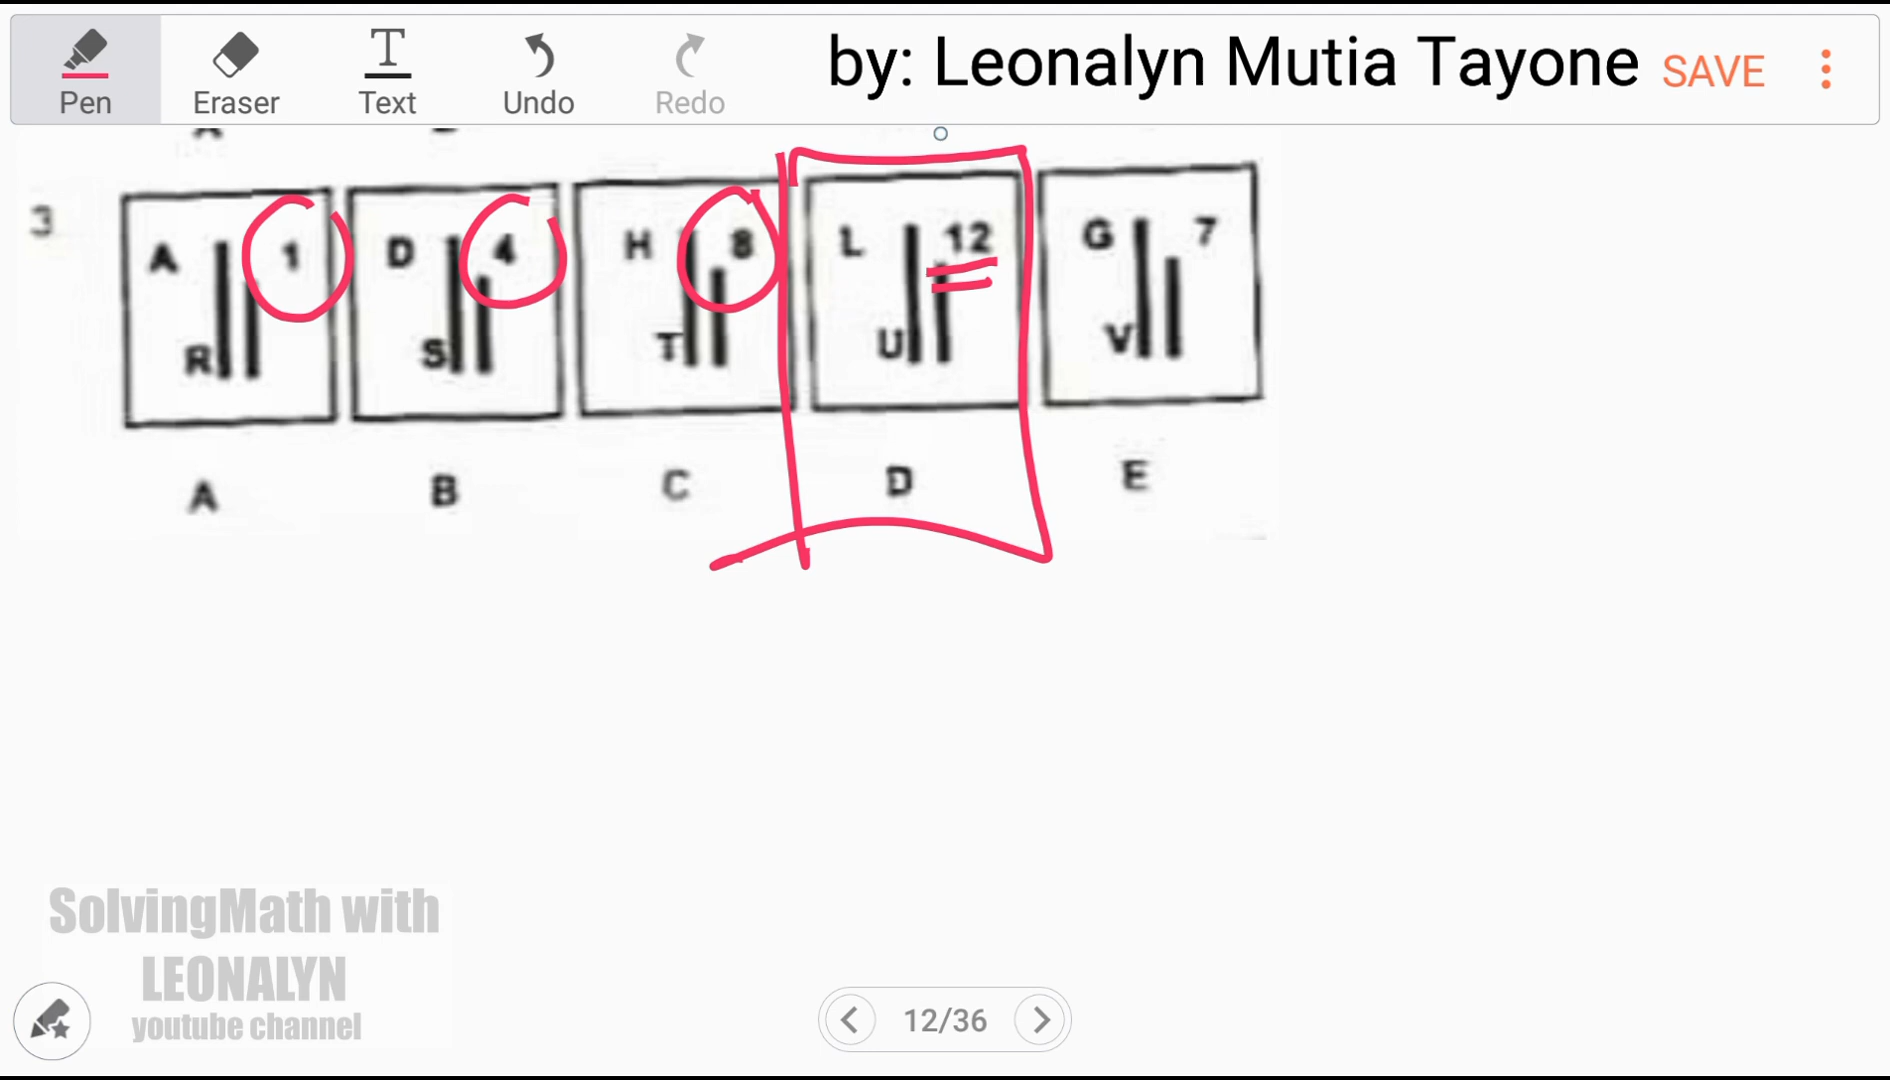 Pen
Eraser
Text
Undo
Redo
by: Leonalyn Mutia Tayone
SAVE
3
A 1
R
D 4
S
H 8
T
L 12
U
G 7
V
A B C D E
SolvingMath with
LEONALYN
youtube channel
12/36